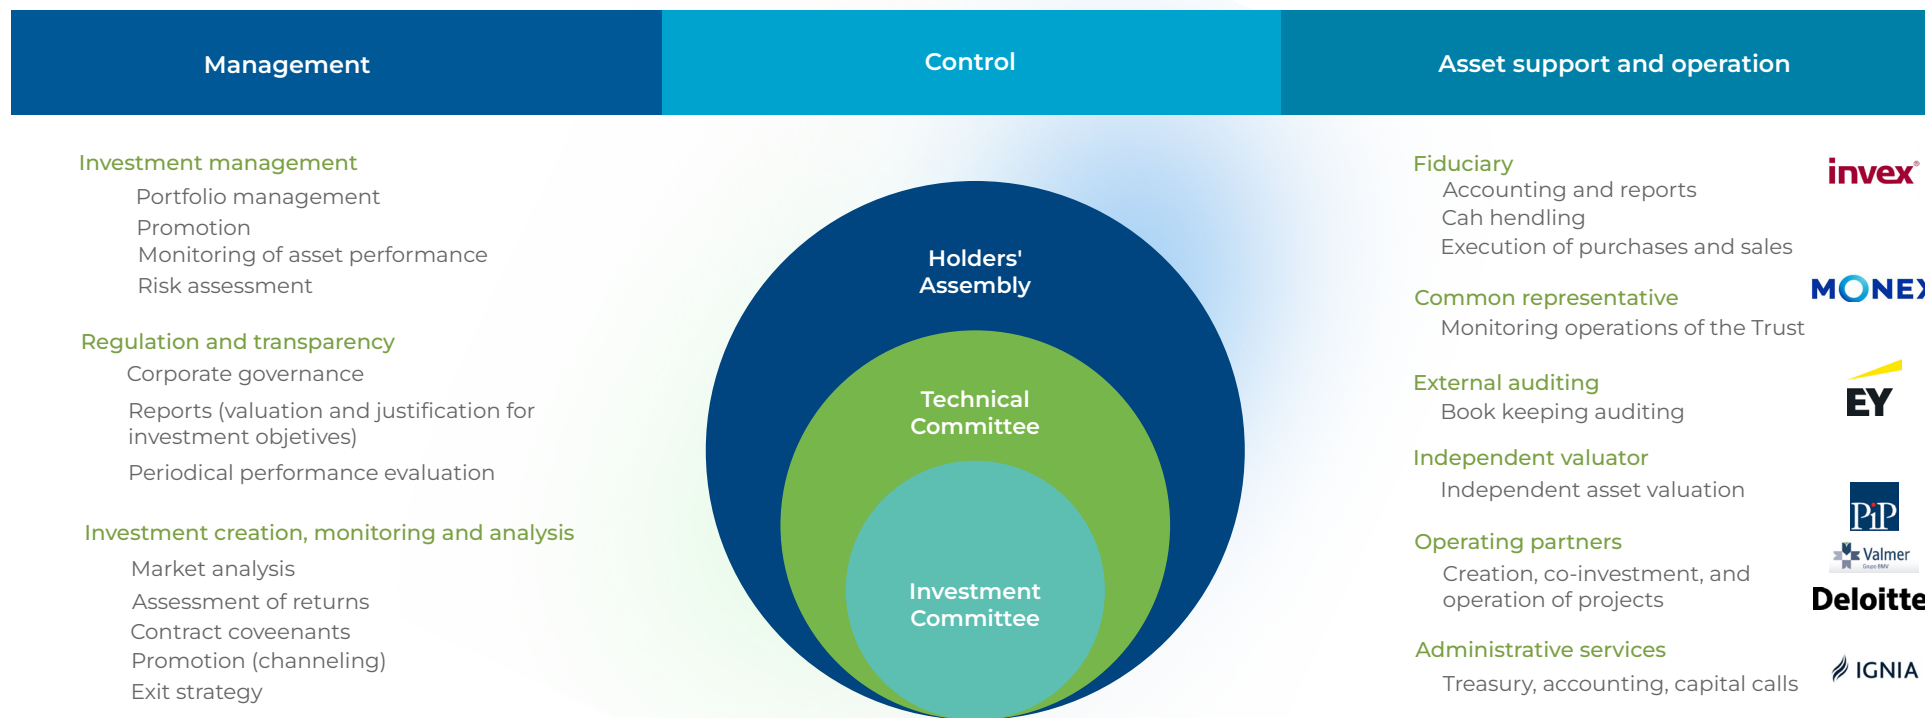 Management
Control
Asset support and operation
Investment management
Portfolio management
Promotion
Monitoring of asset performance
Risk assessment
Regulation and transparency
Corporate governance
Reports (valuation and justification for
investment objetives)
Periodical performance evaluation
Investment creation, monitoring and analysis
Market analysis
Assessment of returns
Contract coveenants
Promotion (channeling)
Exit strategy
Holders'
Assembly
Technical
Committee
Investment
Committee
Fiduciary
Accounting and reports
Cah hendling
Execution of purchases and sales
invex®
Common representative
Monitoring operations of the Trust
MONEX
External auditing
Book keeping auditing
EY
Independent valuator
Independent asset valuation
PiP
Valmer
Grupo BMV
Operating partners
Creation, co-investment, and
operation of projects
Deloitte
Administrative services
Treasury, accounting, capital calls
IGNIA